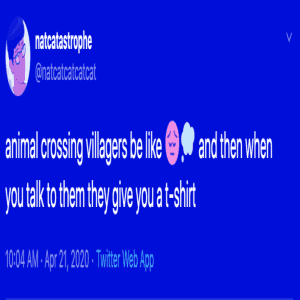 natcatastrophe
@natcatcatcatcat
animal crossing villagers be like 😔💭 and then when
you talk to them they give you a t-shirt
10:04 AM · Apr 21, 2020 · Twitter Web App